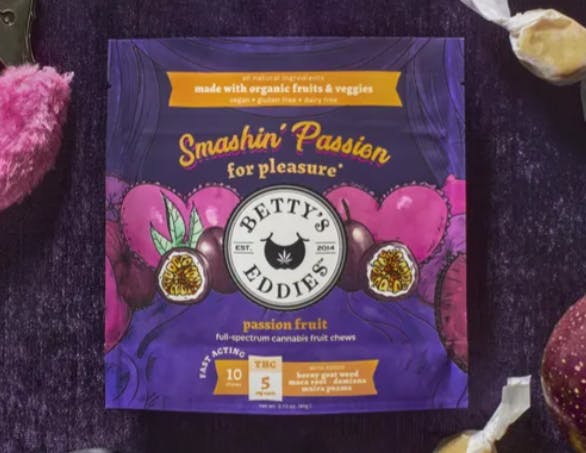 all natural ingredients
made with organic fruits & veggies
vegan • gluten free • dairy free
Smashin' Passion
for pleasure*
BETTY'S
EST. 2014
EDDIES
passion fruit
full-spectrum cannabis fruit chews
FAST ACTING
10
chews
THC
5
horny goat weed
maca root • damiana
muira puama